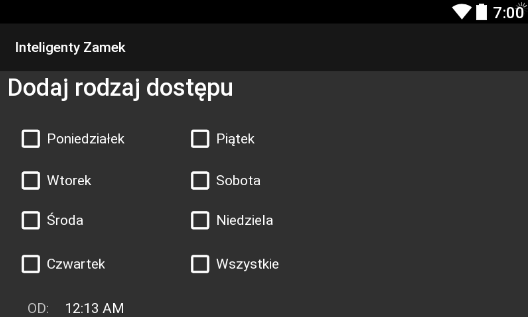 7:00
Inteligenty Zamek
Dodaj rodzaj dostępu
Poniedziałek
Piątek
Wtorek
Sobota
Środa
Niedziela
Czwartek
Wszystkie
OD: 12:13 AM